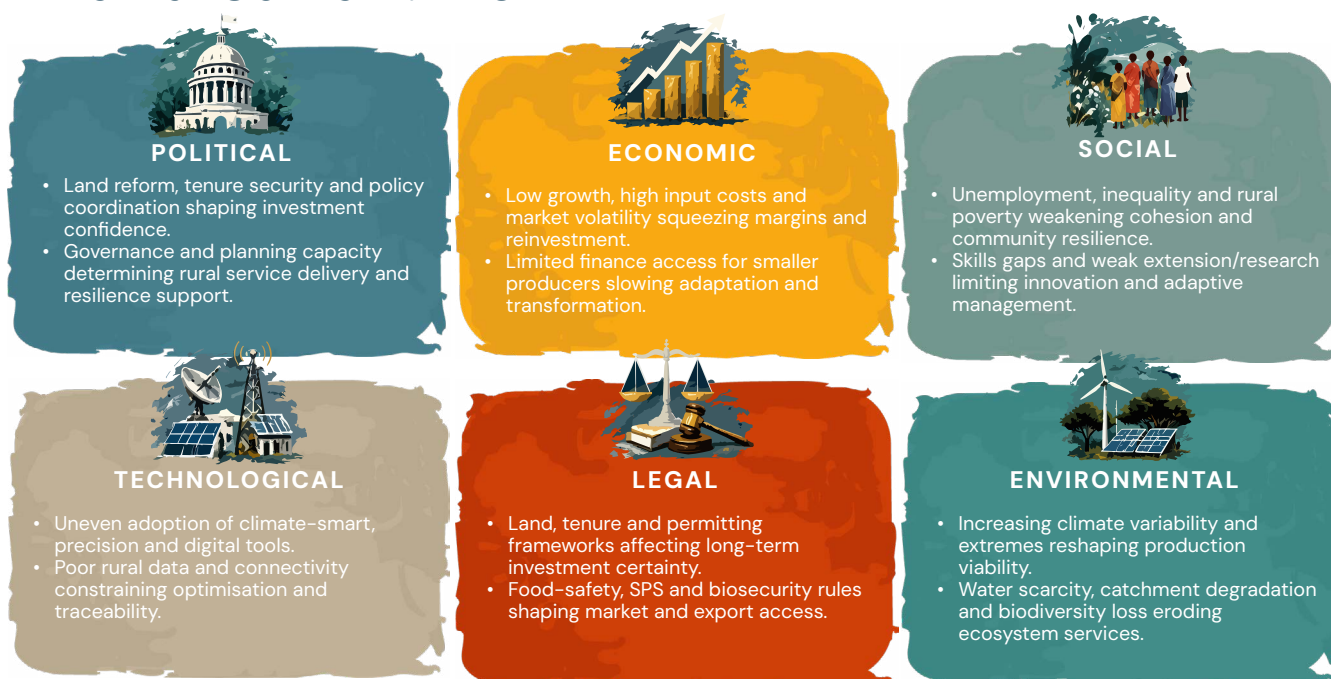 POLITICAL
• Land reform, tenure security and policy
coordination shaping investment
confidence.
• Governance and planning capacity
determining rural service delivery and
resilience support.
ECONOMIC
• Low growth, high input costs and
market volatility squeezing margins and
reinvestment.
• Limited finance access for smaller
producers slowing adaptation and
transformation.
SOCIAL
• Unemployment, inequality and rural
poverty weakening cohesion and
community resilience.
• Skills gaps and weak extension/research
limiting innovation and adaptive
management.
TECHNOLOGICAL
• Uneven adoption of climate-smart,
precision and digital tools.
• Poor rural data and connectivity
constraining optimisation and
traceability.
LEGAL
• Land, tenure and permitting
frameworks affecting long-term
investment certainty.
• Food-safety, SPS and biosecurity rules
shaping market and export access.
ENVIRONMENTAL
• Increasing climate variability and
extremes reshaping production
viability.
• Water scarcity, catchment degradation
and biodiversity loss eroding
ecosystem services.